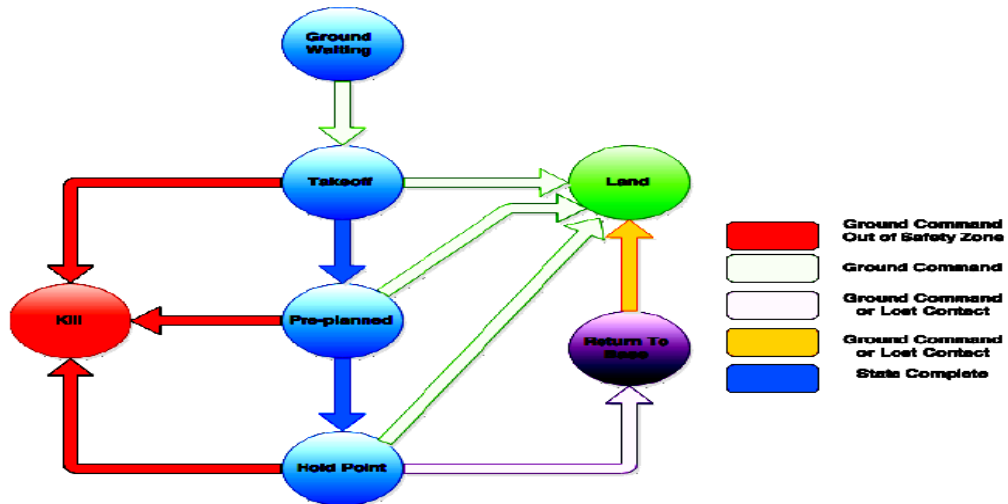 Ground
Waiting
Takeoff
Land
Kill
Pre-planned
Return To
Base
Hold Point
Ground Command
Out of Safety Zone
Ground Command
Ground Command
or Lost Contact
Ground Command
or Lost Contact
State Complete